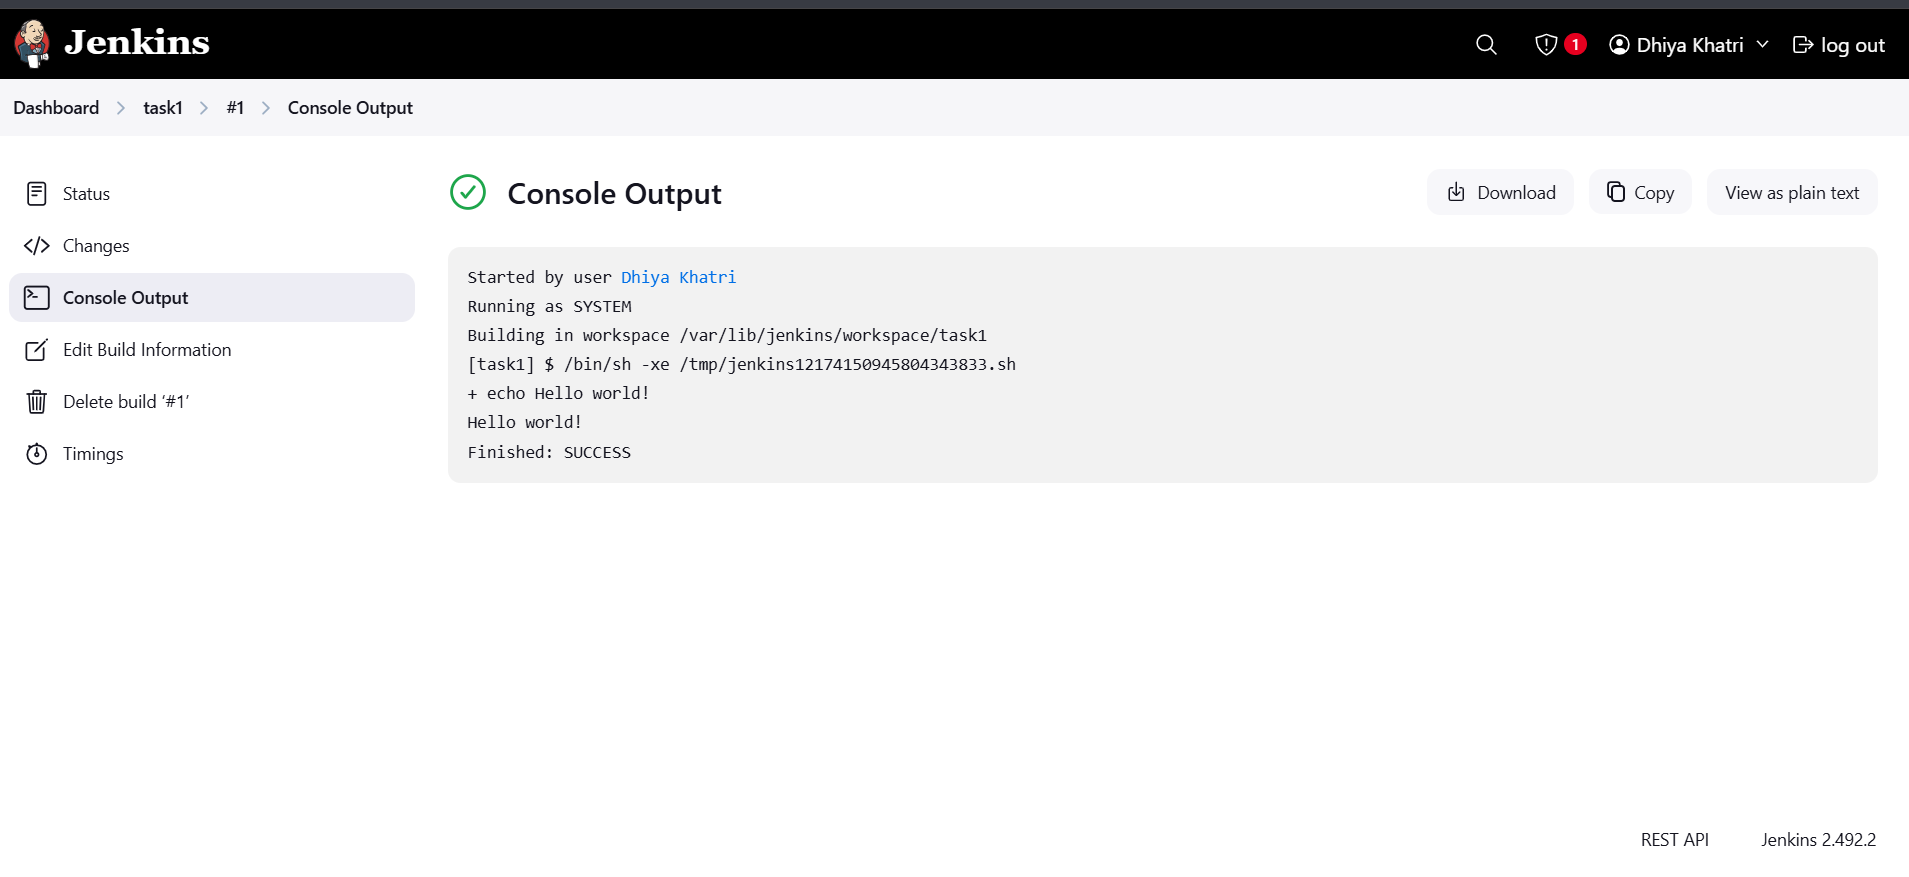 Jenkins
1
Dhiya Khatri
log out
Dashboard
task1
#1
Console Output
Status
Changes
Console Output
Edit Build Information
Delete build ‘#1’
Timings
Console Output
Download
Copy
View as plain text
Started by user Dhiya Khatri
Running as SYSTEM
Building in workspace /var/lib/jenkins/workspace/task1
[task1] $ /bin/sh -xe /tmp/jenkins12174150945804343833.sh
+ echo Hello world!
Hello world!
Finished: SUCCESS
REST API
Jenkins 2.492.2